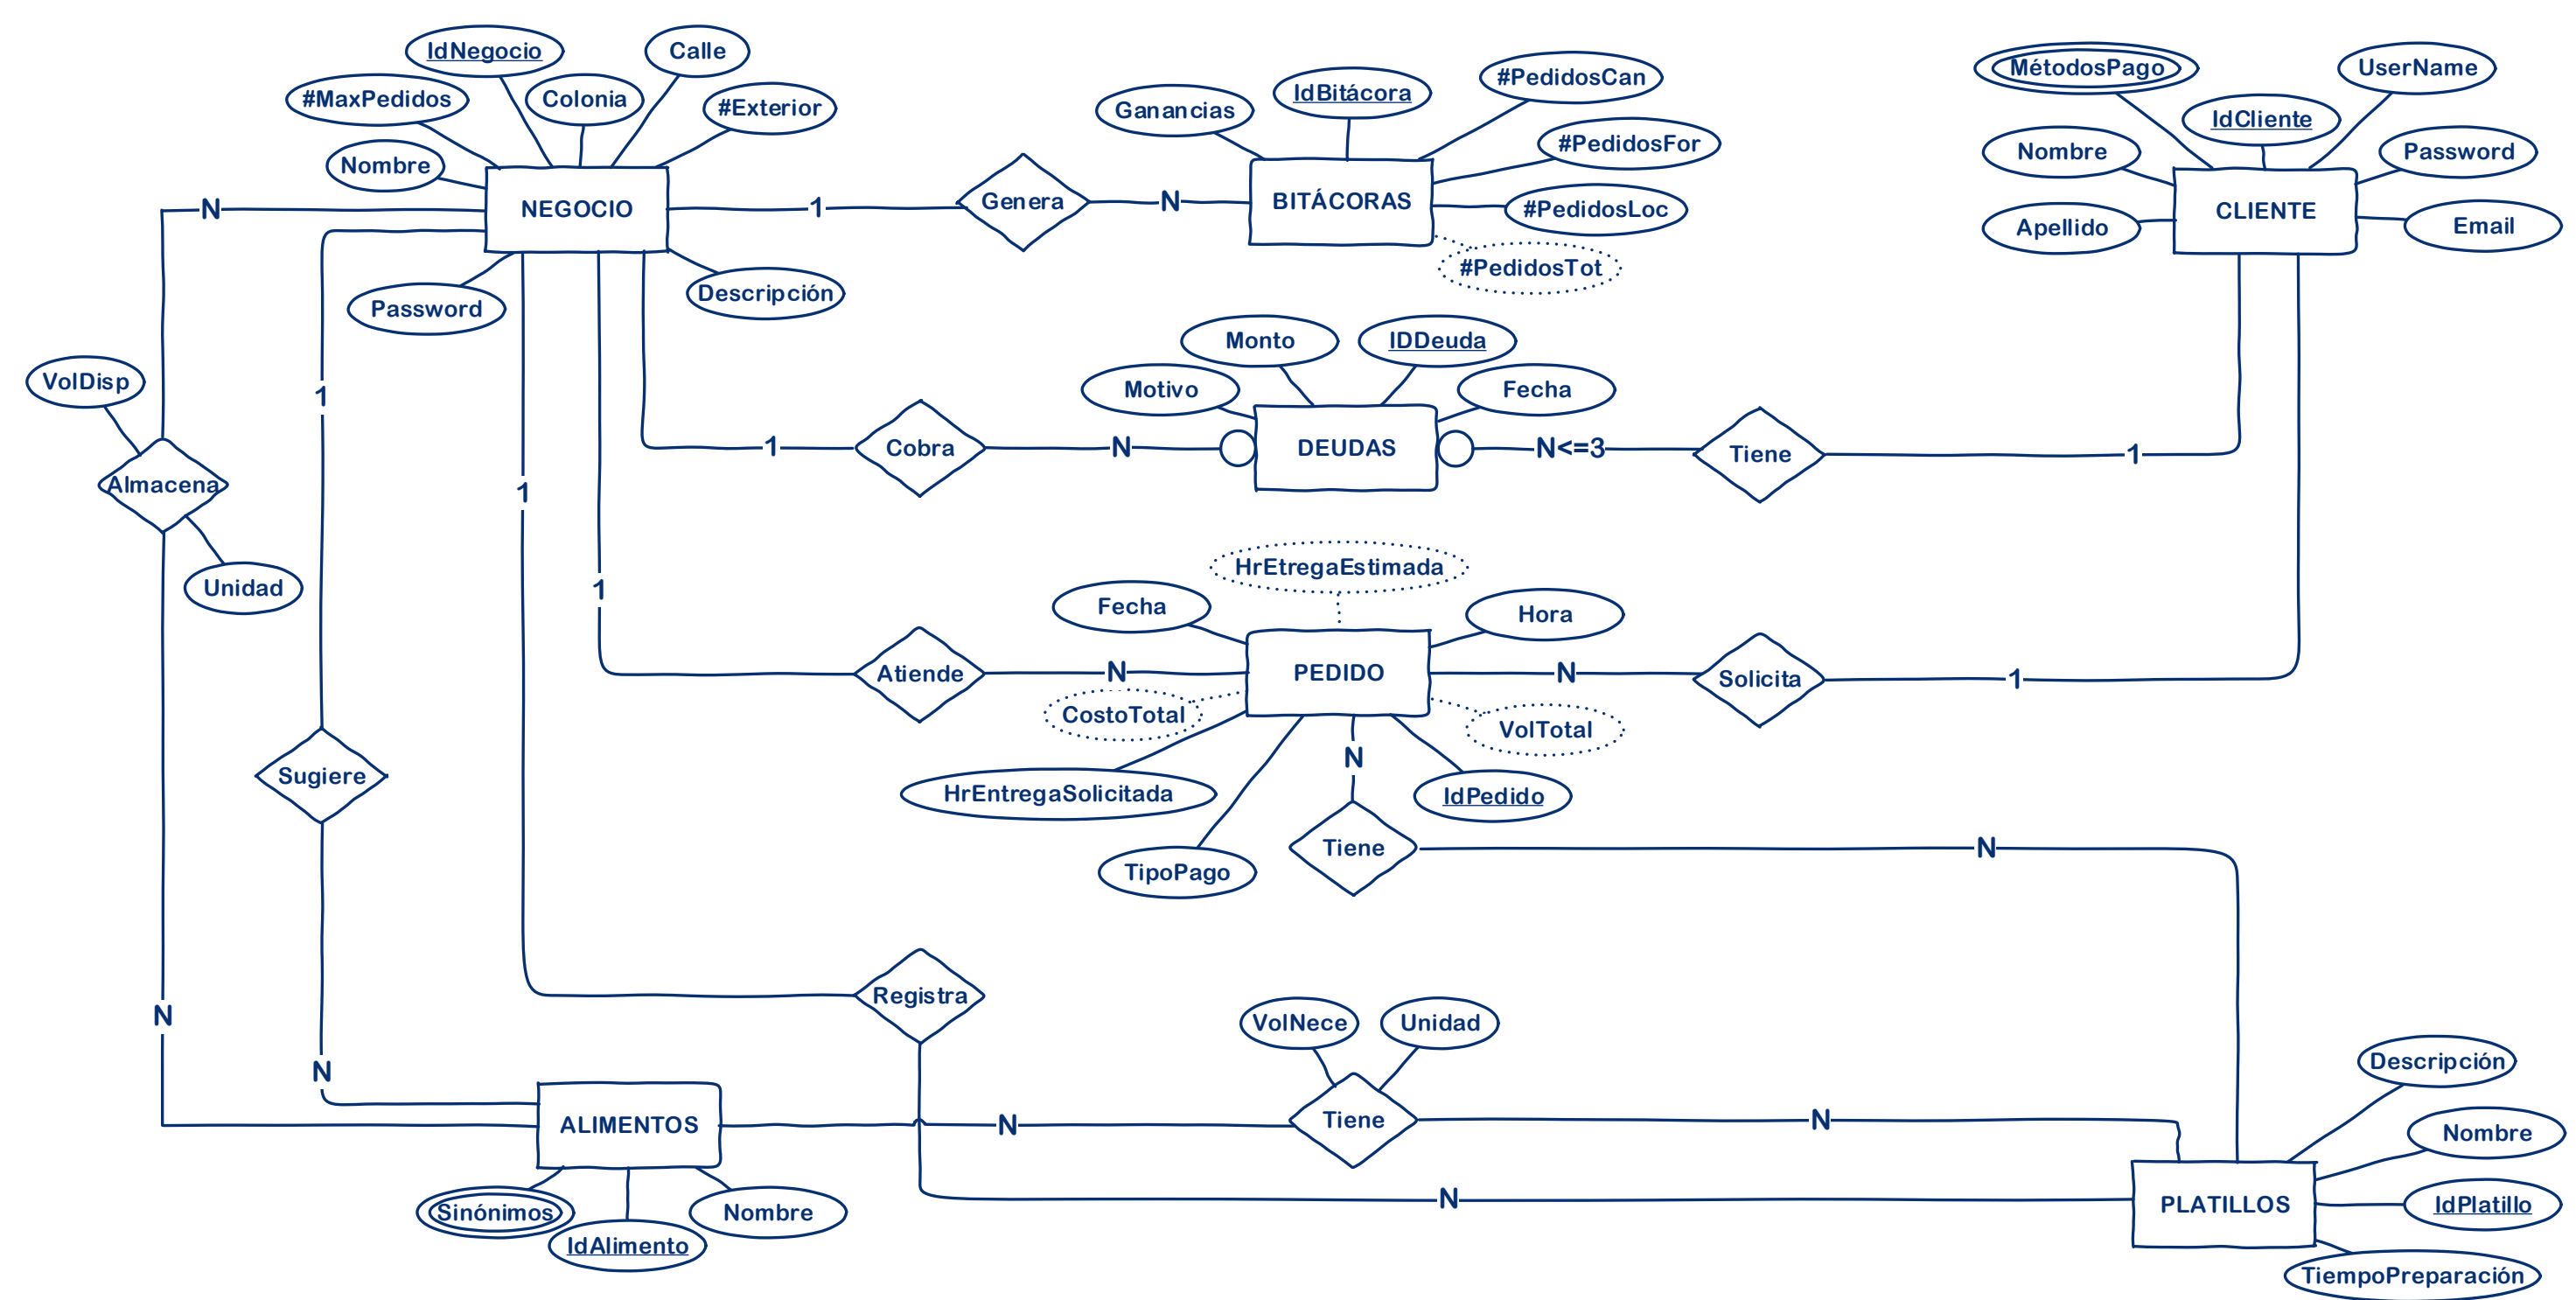 IdNegocio
Calle
#MaxPedidos
Colonia
#Exterior
Nombre
NEGOCIO
Password
Descripción
1
Genera
N
Ganancias
IdBitácora
#PedidosCan
#PedidosFor
BITÁCORAS
#PedidosLoc
#PedidosTot
MétodosPago
UserName
IdCliente
Nombre
Password
CLIENTE
Apellido
Email
N
VolDisp
Almacena
Unidad
N
1
Sugiere
N
1
1
Monto
IDDeuda
Motivo
Fecha
1
Cobra
N
DEUDAS
N<=3
Tiene
1
HrEtregaEstimada
Fecha
Hora
Atiende
N
PEDIDO
N
Solicita
1
CostoTotal
VolTotal
N
HrEntregaSolicitada
IdPedido
TipoPago
Tiene
N
Registra
VolNece
Unidad
ALIMENTOS
N
Tiene
N
Sinónimos
Nombre
IdAlimento
N
Descripción
Nombre
PLATILLOS
IdPlatillo
TiempoPreparación